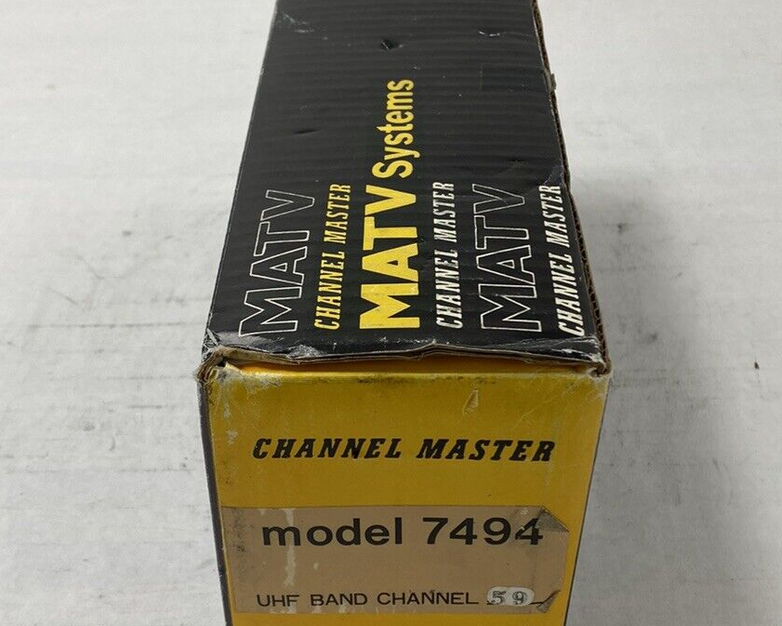 MATV
CHANNEL MASTER
MATV Systems
CHANNEL MASTER
MATV
CHANNEL MASTER
CHANNEL MASTER
model 7494
UHF BAND CHANNEL 59